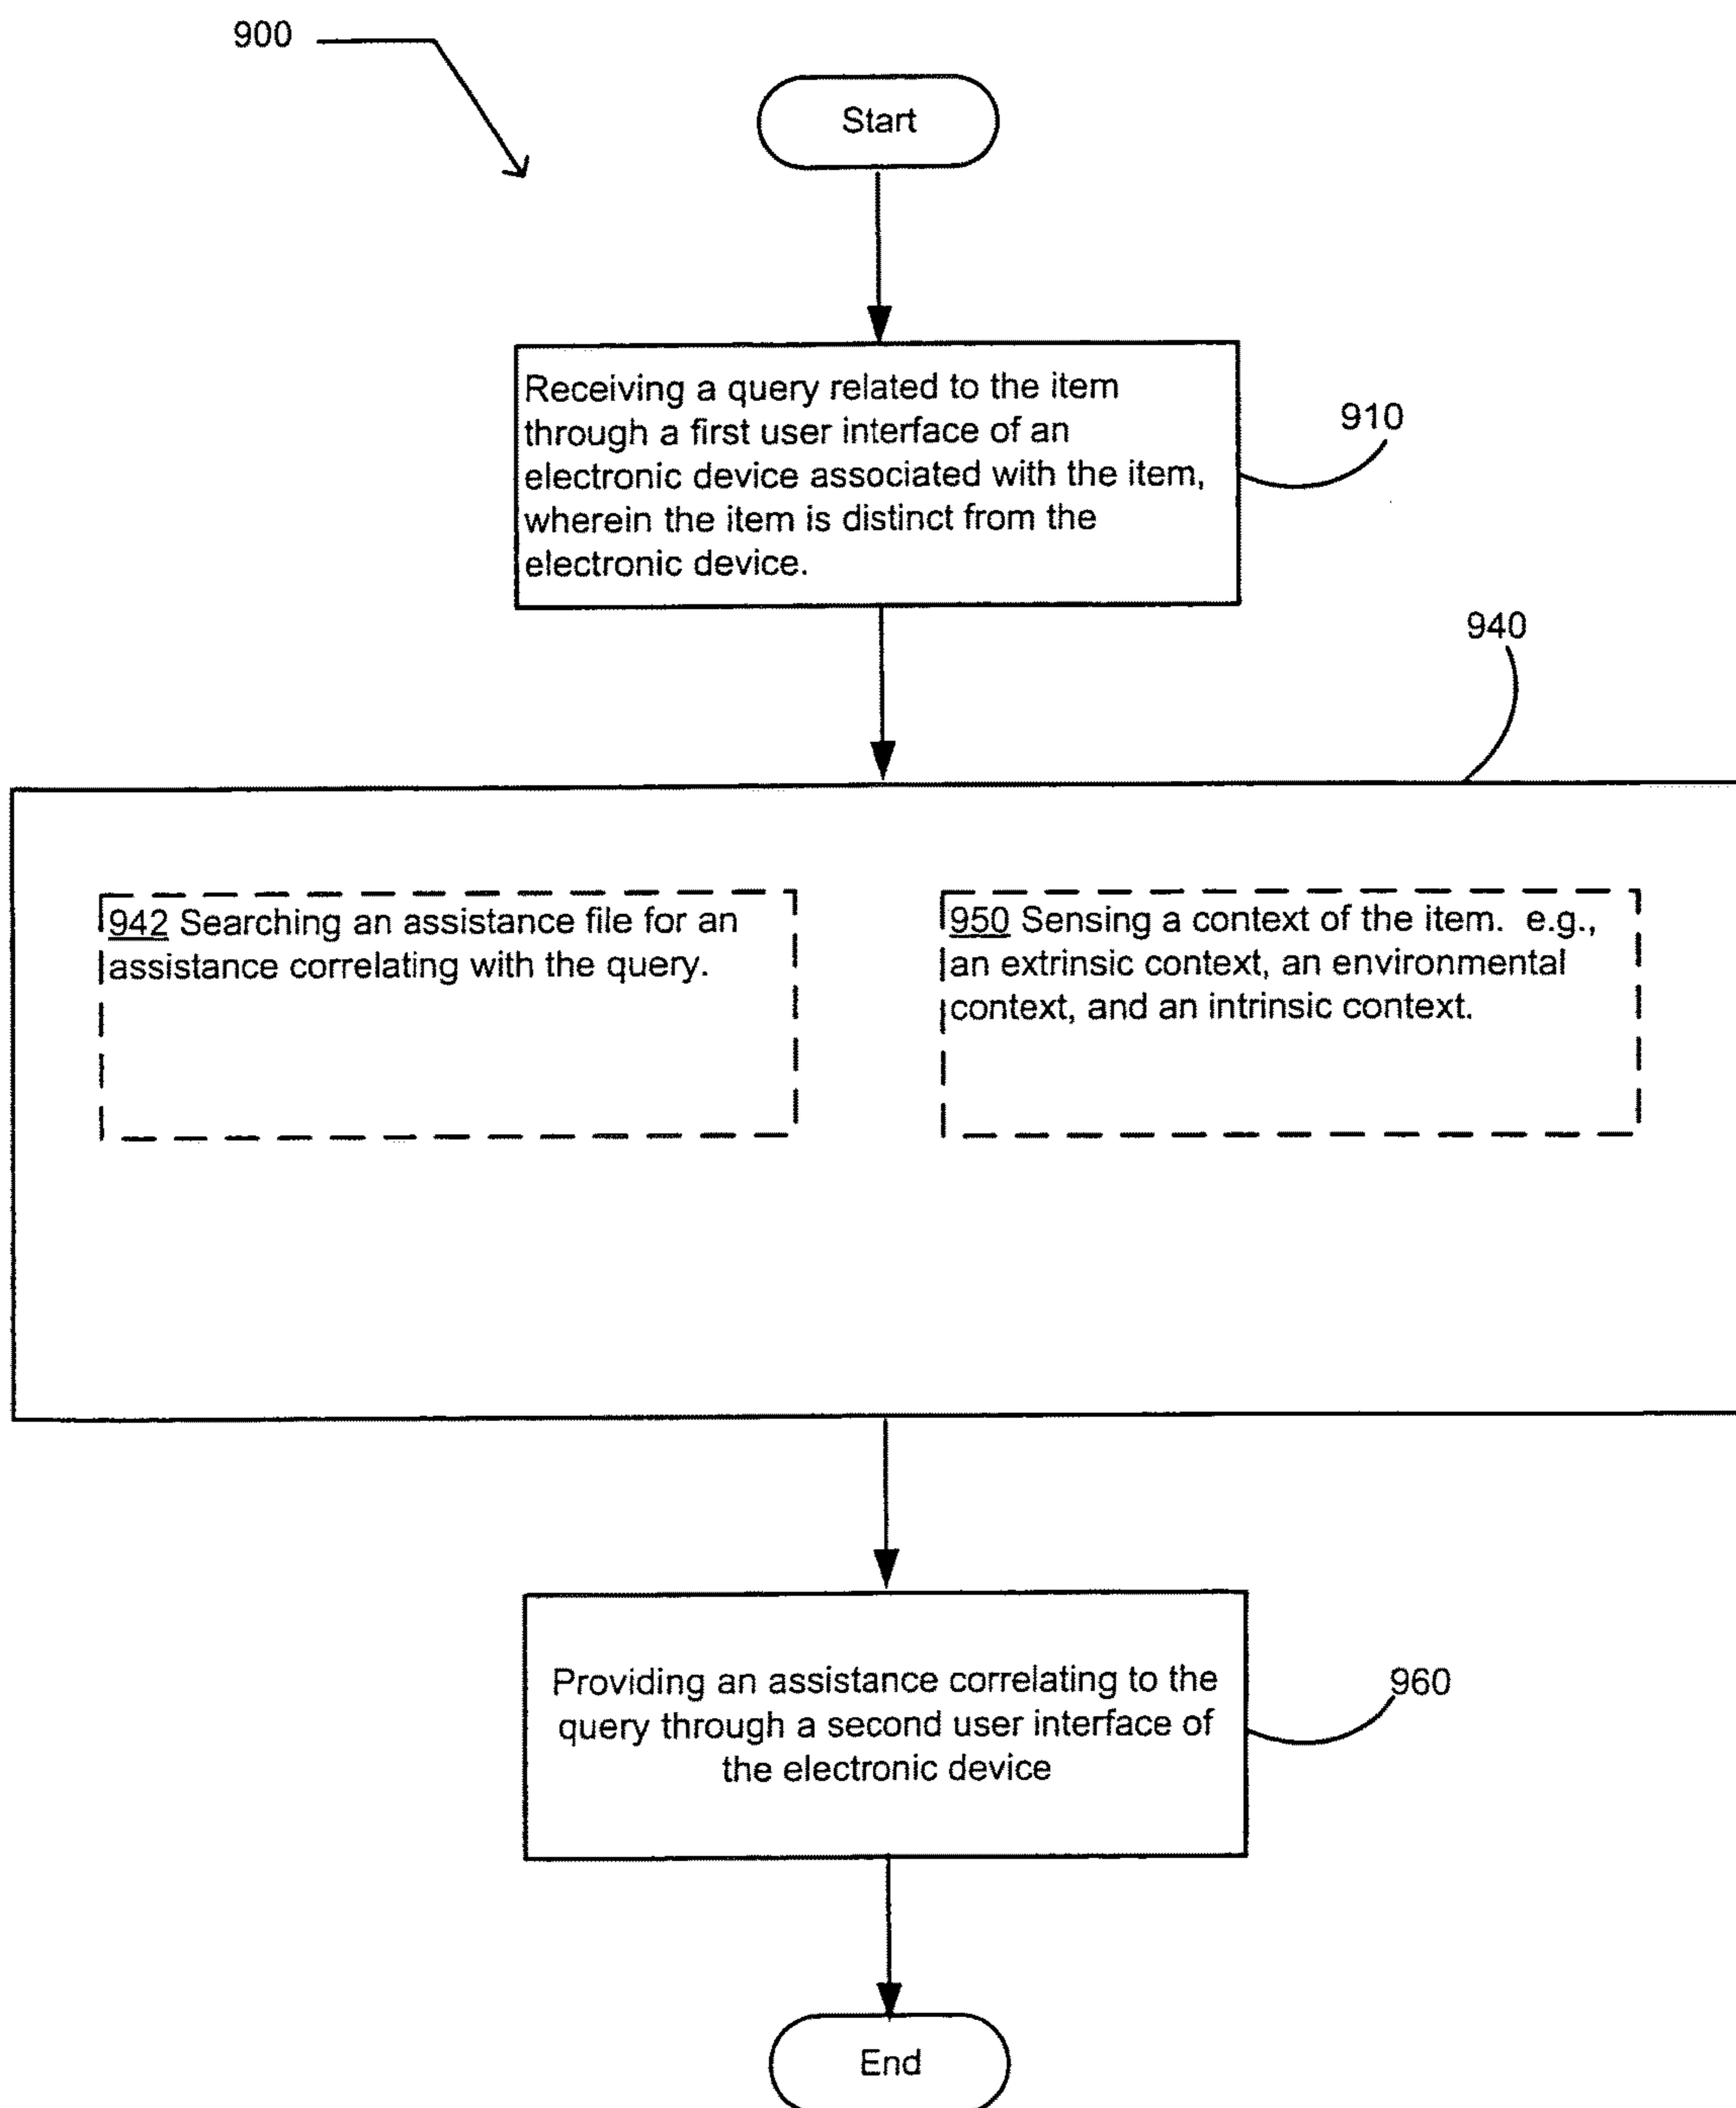 900
Start
Receiving a query related to the item
through a first user interface of an
electronic device associated with the item,
wherein the item is distinct from the
electronic device.
910
940
942 Searching an assistance file for an
assistance correlating with the query.
950 Sensing a context of the item.  e.g.,
an extrinsic context, an environmental
context, and an intrinsic context.
Providing an assistance correlating to the
query through a second user interface of
the electronic device
960
End